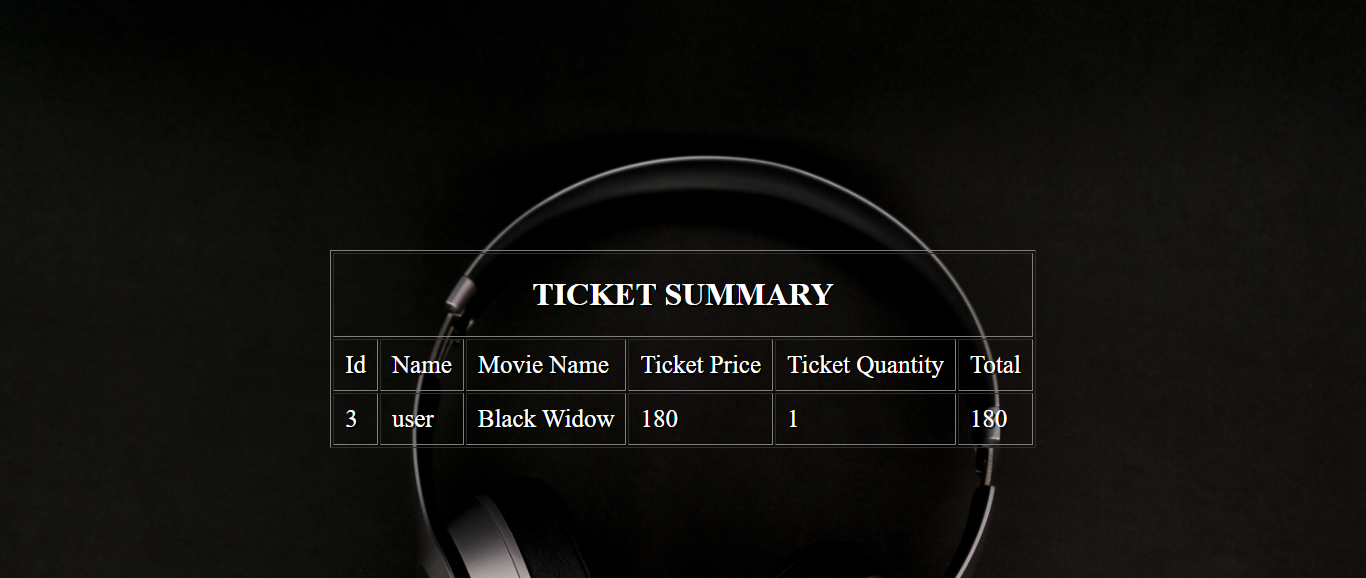 TICKET SUMMARY
Id Name Movie Name Ticket Price Ticket Quantity Total
3 user Black Widow 180 1 180